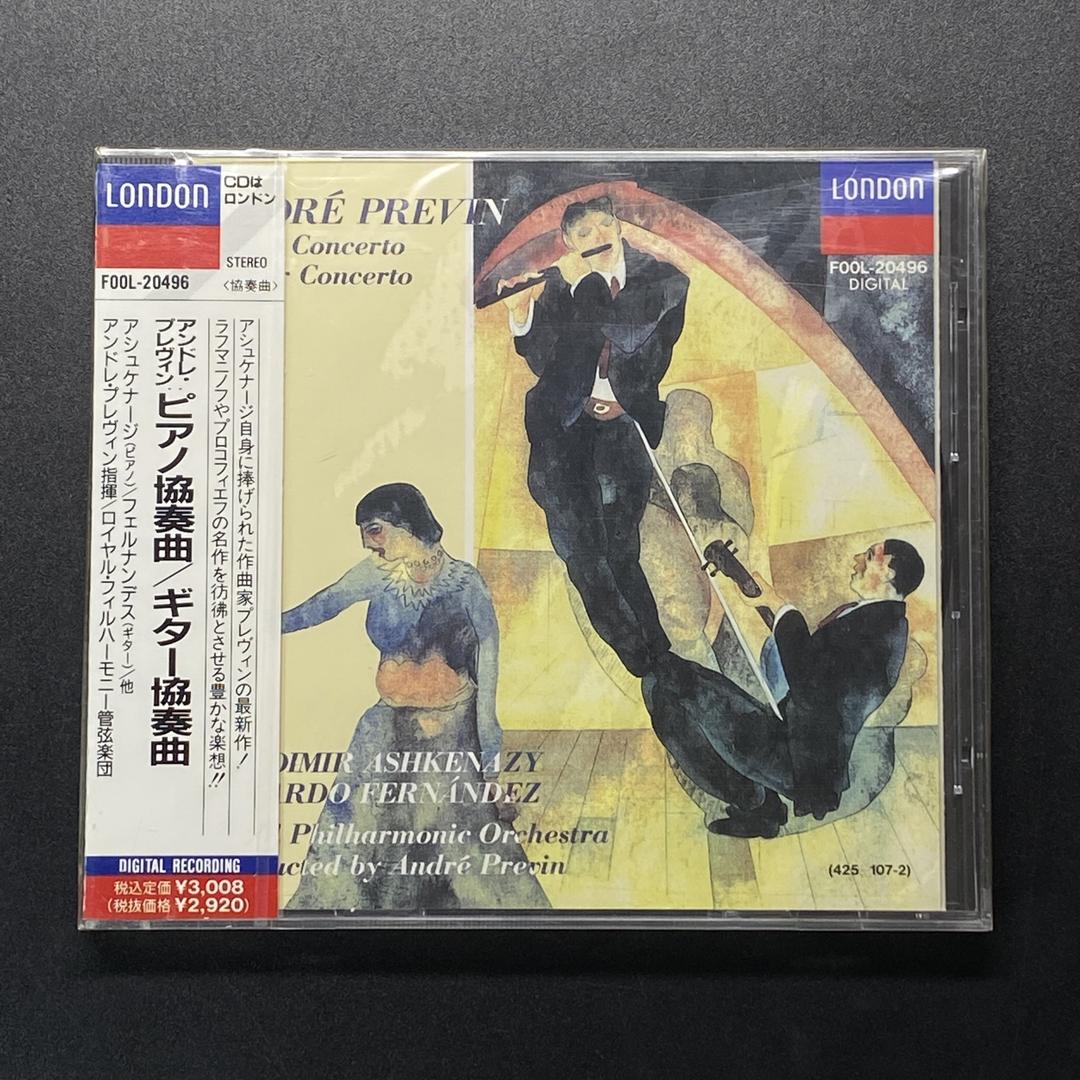 LONDON
CDは
ロンドン
STEREO
F00L-20496
〈協奏曲〉
アシュケナージ自身に捧げられた作曲家プレヴィンの最新作！
ラフマニフフやプロコフィエフの名作を彷彿とさせる豊かな楽想!!
アンドレ・プレヴィン:ピアノ協奏曲/ギター協奏曲
アシュケナージ(ピアノ)/フェルナンデス(ギター)/他
アンドレ・プレヴィン指揮/ロイヤル・フィルハーモニー管弦楽団
DIGITAL RECORDING
税込定価 ¥3,008
(税抜価格 ¥2,920)
DRÉ PREVIN
Concerto
r Concerto
LONDON
F00L-20496
DIGITAL
DIMIR ASHKENAZY
ARDO FERNÁNDEZ
l Philharmonic Orchestra
ucted by André Previn
(425 107-2)